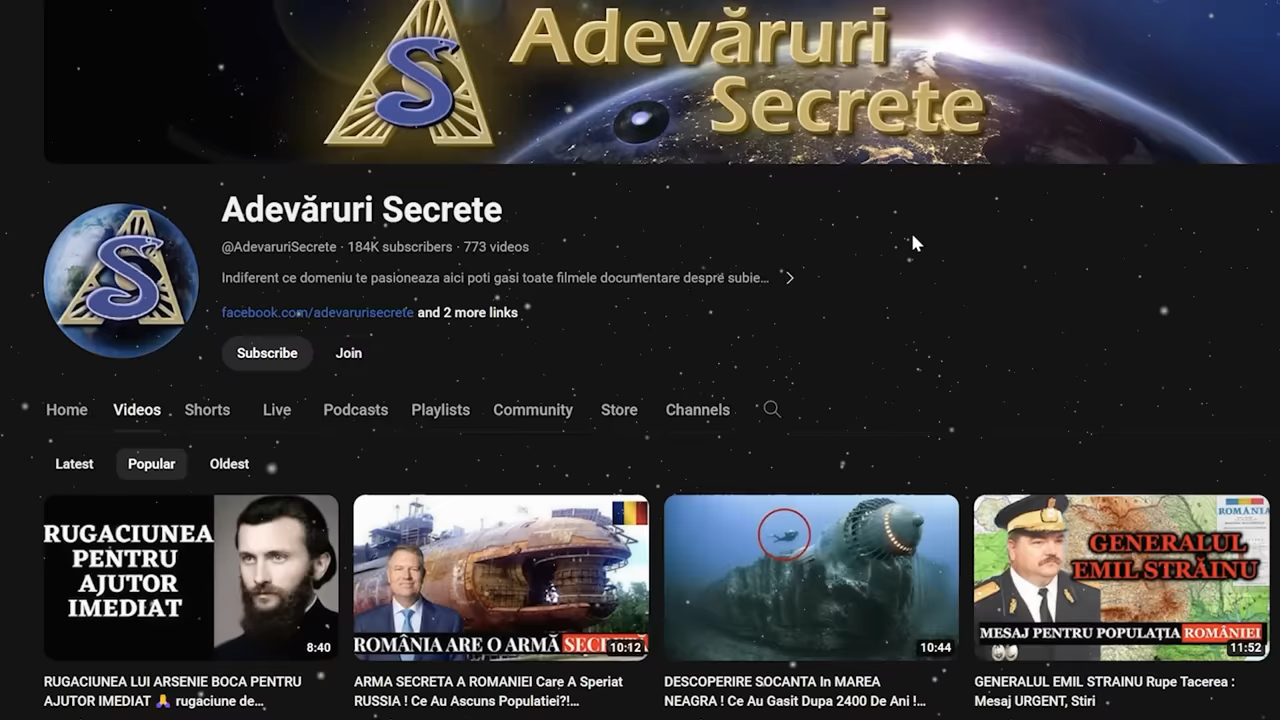 Adevăruri
Secrete
Adevăruri Secrete
@AdevaruriSecrete · 184K subscribers · 773 videos
Indiferent ce domeniu te pasioneaza aici poti gasi toate filmele documentare despre subie...
facebook.com/adevarurisecrete and 2 more links
Subscribe Join
Home Videos Shorts Live Podcasts Playlists Community Store Channels
Latest Popular Oldest
RUGACIUNEA
PENTRU
AJUTOR
IMEDIAT
8:40
ROMÂNIA ARE O ARMĂ
10:12
10:44
ROMÂNIA
GENERALUL
EMIL STRĂINU
MESAJ PENTRU POPULAȚIA ROMÂNIEI
11:52
RUGACIUNEA LUI ARSENIE BOCA PENTRU
AJUTOR IMEDIAT 🙏 rugaciune de...
ARMA SECRETA A ROMANIEI Care A Speriat
RUSSIA ! Ce Au Ascuns Populatiei?!...
DESCOPERIRE SOCANTA In MAREA
NEAGRA ! Ce Au Gasit Dupa 2400 De Ani !...
GENERALUL EMIL STRAINU Rupe Tacerea :
Mesaj URGENT, Stiri